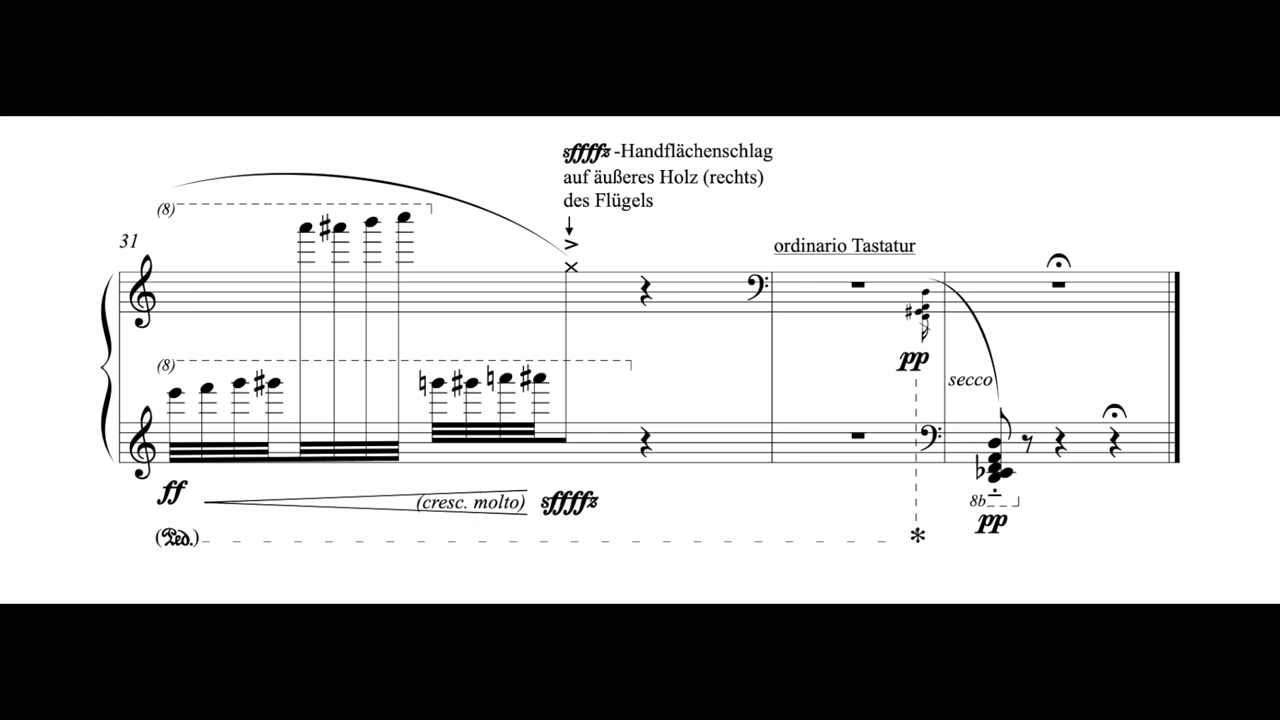 sffffz -Handflächenschlag
auf äußeres Holz (rechts)
des Flügels
(8)
31
ordinario Tastatur
(8)
pp
secco
ff
(cresc. molto)
sffffz
8b
pp
(Ped.)